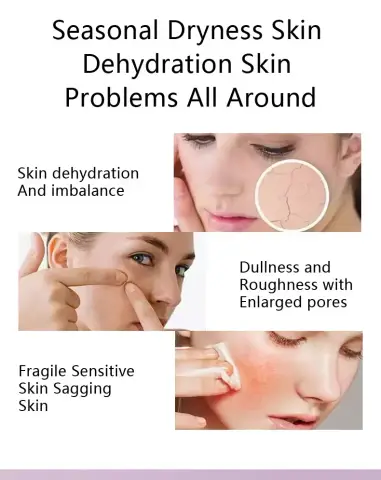 Seasonal Dryness Skin
Dehydration Skin
Problems All Around
Skin dehydration
And imbalance
Dullness and
Roughness with
Enlarged pores
Fragile Sensitive
Skin Sagging
Skin